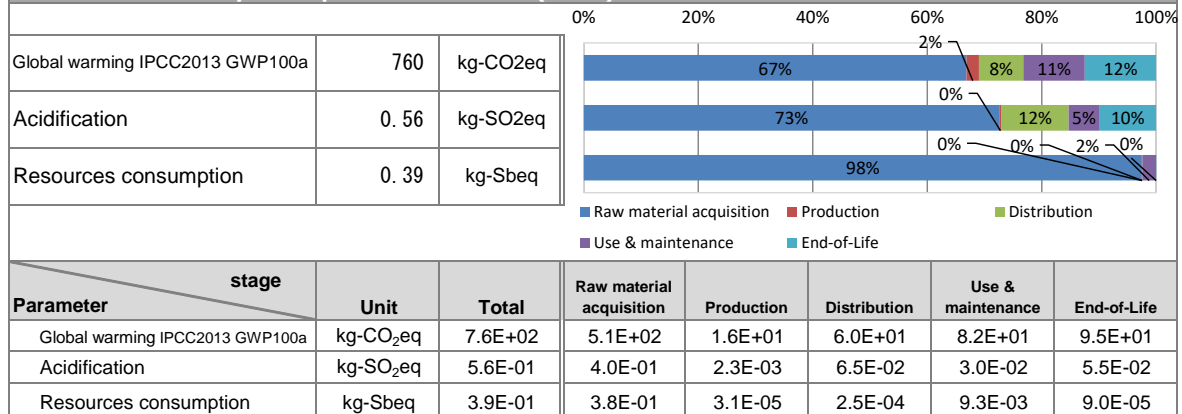 0% 20% 40% 60% 80% 100%
Global warming IPCC2013 GWP100a 760 kg-CO2eq
2%
67% 8% 11% 12%
Acidification 0.56 kg-SO2eq
0%
73% 12% 5% 10%
Resources consumption 0.39 kg-Sbeq
0% 0% 2% 0%
98%
Raw material acquisition Production Distribution
Use & maintenance End-of-Life
stage
Parameter Unit Total Raw material acquisition Production Distribution Use & maintenance End-of-Life
Global warming IPCC2013 GWP100a kg-CO₂eq 7.6E+02 5.1E+02 1.6E+01 6.0E+01 8.2E+01 9.5E+01
Acidification kg-SO₂eq 5.6E-01 4.0E-01 2.3E-03 6.5E-02 3.0E-02 5.5E-02
Resources consumption kg-Sbeq 3.9E-01 3.8E-01 3.1E-05 2.5E-04 9.3E-03 9.0E-05